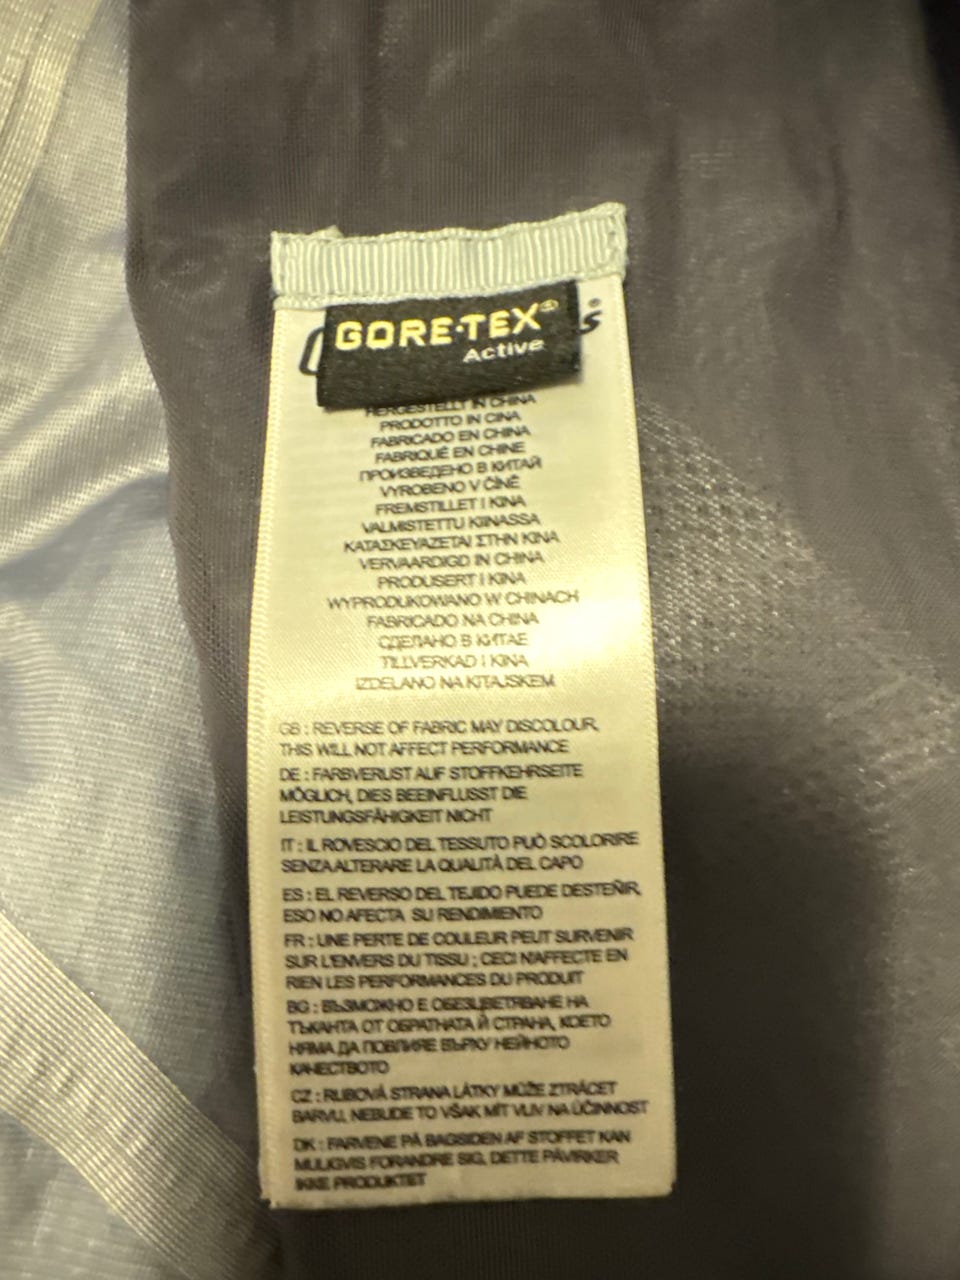 GORE-TEX®
Active
s®
HERGESTELLT IN CHINA
PRODOTTO IN CINA
FABRICADO EN CHINA
FABRIQUÉ EN CHINE
ПРОИЗВЕДЕНО В КИТАЙ
VYROBENO V ČÍNĚ
FREMSTILLET I KINA
VALMISTETTU KIINASSA
ΚΑΤΑΣΚΕΥΑΖΕΤΑΙ ΣΤΗΝ ΚΙΝΑ
VERVAARDIGD IN CHINA
PRODUSERT I KINA
WYPRODUKOWANO W CHINACH
FABRICADO NA CHINA
СДЕЛАНО В КИТАЕ
TILLVERKAD I KINA
IZDELANO NA KITAJSKEM
GB : REVERSE OF FABRIC MAY DISCOLOUR,
THIS WILL NOT AFFECT PERFORMANCE
DE : FARBVERLIST AUF STOFFKEHRSEITE
MÖGLICH, DIES BEEINFLUSST DIE
LEISTUNGSFÄHIGKEIT NICHT
IT : IL ROVESCIO DEL TESSUTO PUÒ SCOLORIRE
SENZA ALTERARE LA QUALITÀ DEL CAPO
ES : EL REVERSO DEL TEJIDO PUEDE DESTEÑIR,
ESO NO AFECTA SU RENDIMIENTO
FR : UNE PERTE DE COULEUR PEUT SURVENIR
SUR L'ENVERS DU TISSU ; CECI N'AFFECTE EN
RIEN LES PERFORMANCES DU PRODUIT
BG : ВЪЗМОЖНО Е ОБЕЗЦВЕТЯВАНЕ НА
ТЪКАНТА ОТ ОБРАТНАТА Й СТРАНА, КОЕТО
НЯМА ДА ПОВЛИЯЕ ВЪРХУ НЕЙНОТО
КАЧЕСТВОТО
CZ : RUBOVÁ STRANA LÁTKY MŮŽE ZTRÁCET
BARVU, NEBUDE TO VŠAK MÍT VLIV NA ÚČINNOST
DK : FARVENE PÅ BAGSIDEN AF STOFFET KAN
MULIGVIS FORANDRE SIG, DETTE PÅVIRKER
IKKE PRODUKTET